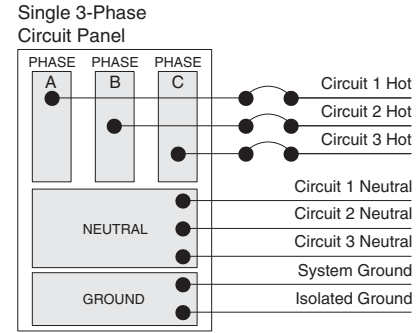 Single 3-Phase
Circuit Panel
PHASE PHASE PHASE
A B C
Circuit 1 Hot
Circuit 2 Hot
Circuit 3 Hot
Circuit 1 Neutral
Circuit 2 Neutral
NEUTRAL
Circuit 3 Neutral
System Ground
GROUND
Isolated Ground